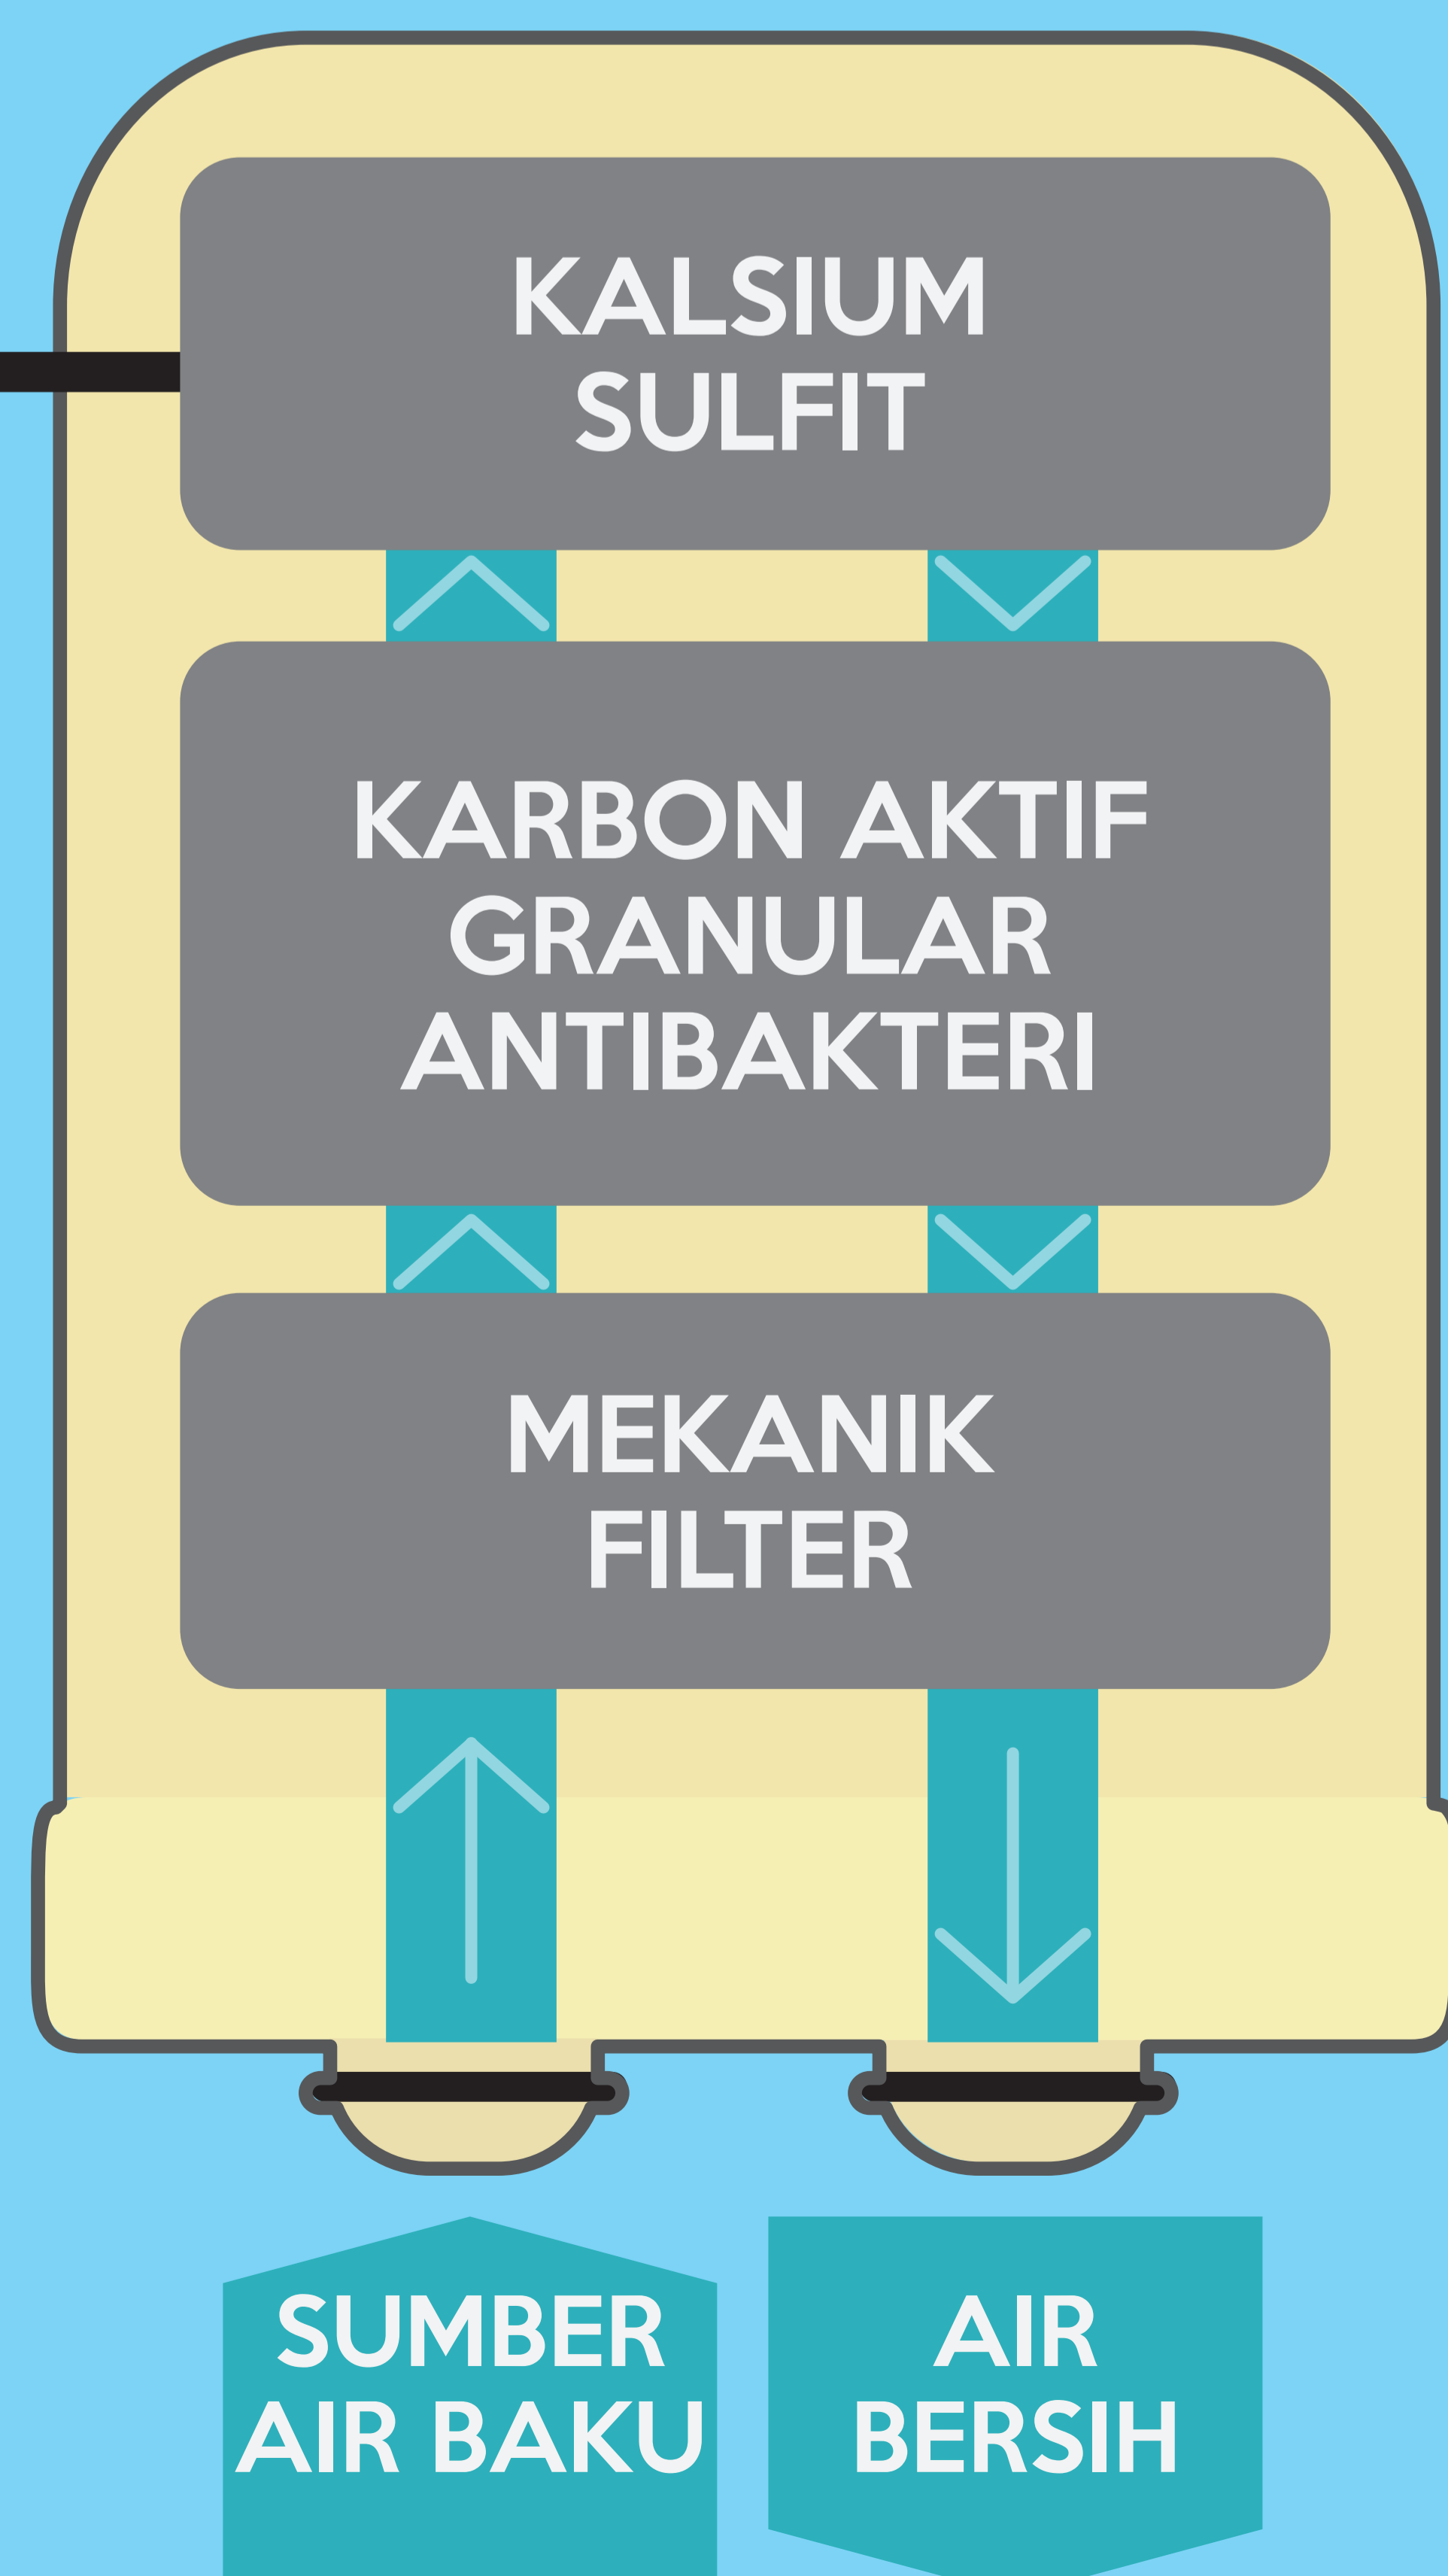 KALSIUM
SULFIT
KARBON AKTIF
GRANULAR
ANTIBAKTERI
MEKANIK
FILTER
SUMBER
AIR BAKU
AIR
BERSIH